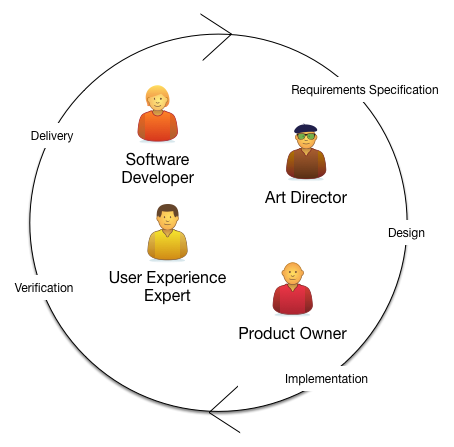 Requirements Specification
Delivery
Software
Developer
Art Director
Design
User Experience
Expert
Verification
Product Owner
Implementation